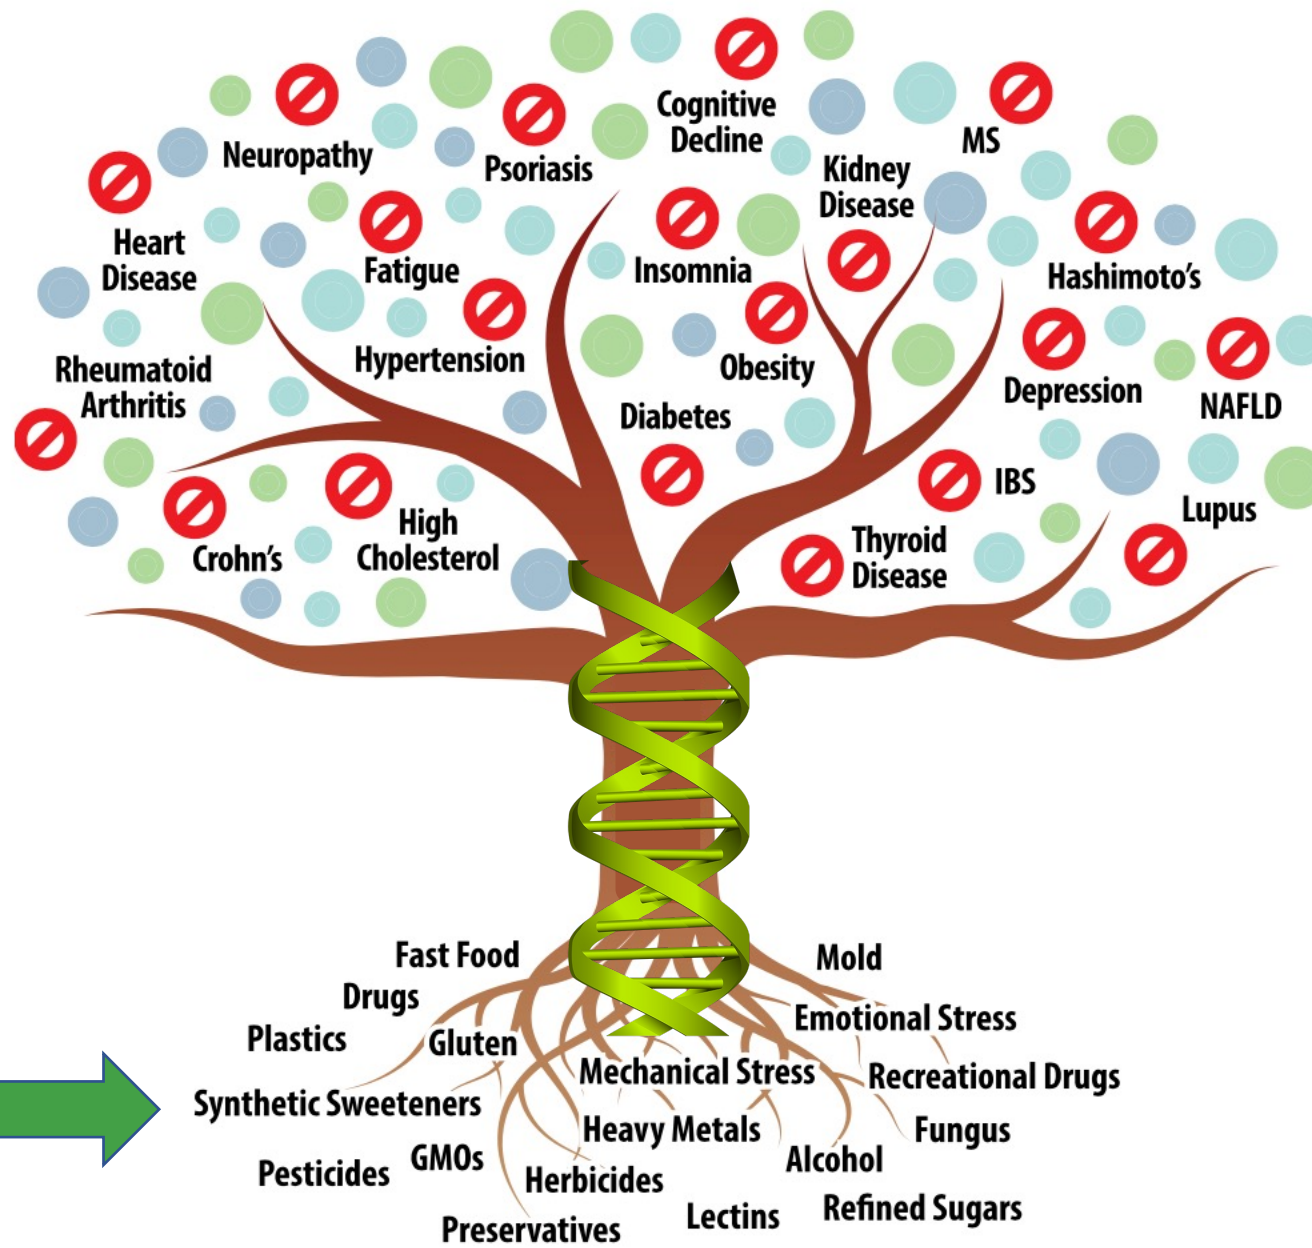 Cognitive
Decline
MS
Neuropathy
Psoriasis
Kidney
Disease
Heart
Disease
Fatigue
Insomnia
Hashimoto’s
Hypertension
Obesity
Rheumatoid
Arthritis
Depression
NAFLD
Diabetes
IBS
Lupus
High
Cholesterol
Crohn’s
Thyroid
Disease
Fast Food
Mold
Drugs
Emotional Stress
Plastics
Gluten
Mechanical Stress
Recreational Drugs
Synthetic Sweeteners
Heavy Metals
Fungus
GMOs
Alcohol
Pesticides
Herbicides
Refined Sugars
Lectins
Preservatives